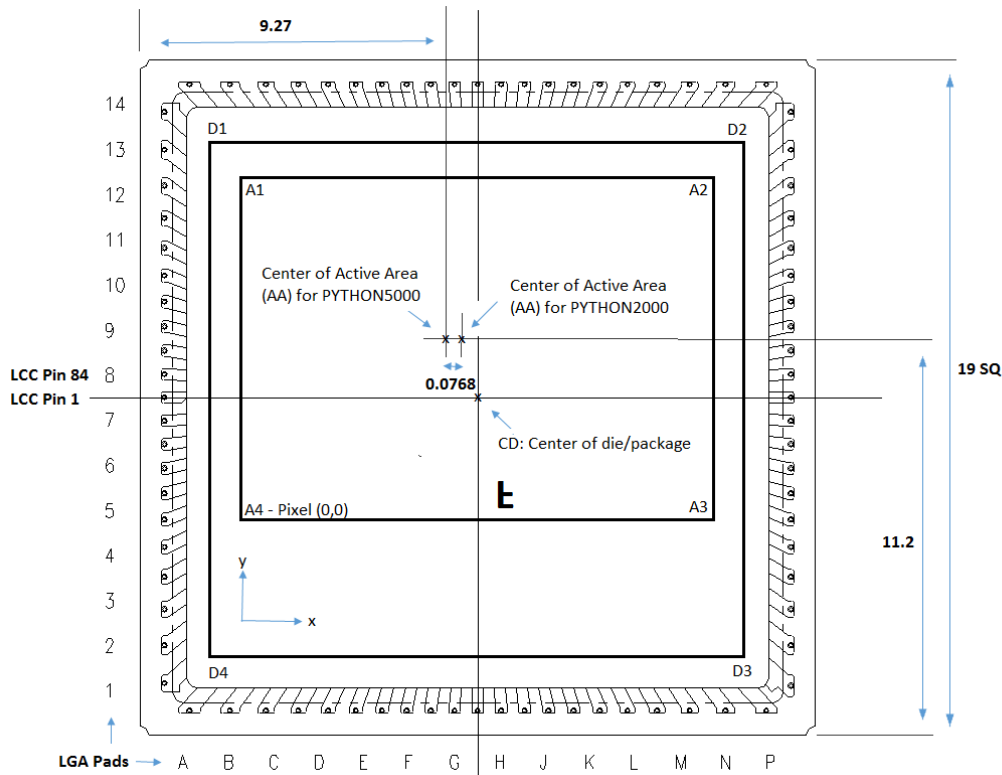 9.27
14
13
12
11
10
9
8
7
6
5
4
3
2
1
D1
D2
A1
A2
Center of Active Area
(AA) for PYTHON5000
Center of Active Area
(AA) for PYTHON2000
0.0768
LCC Pin 84
LCC Pin 1
19 SQ
CD: Center of die/package
A4 - Pixel (0,0)
A3
11.2
y
x
D4
D3
LGA Pads
A B C D E F G H J K L M N P